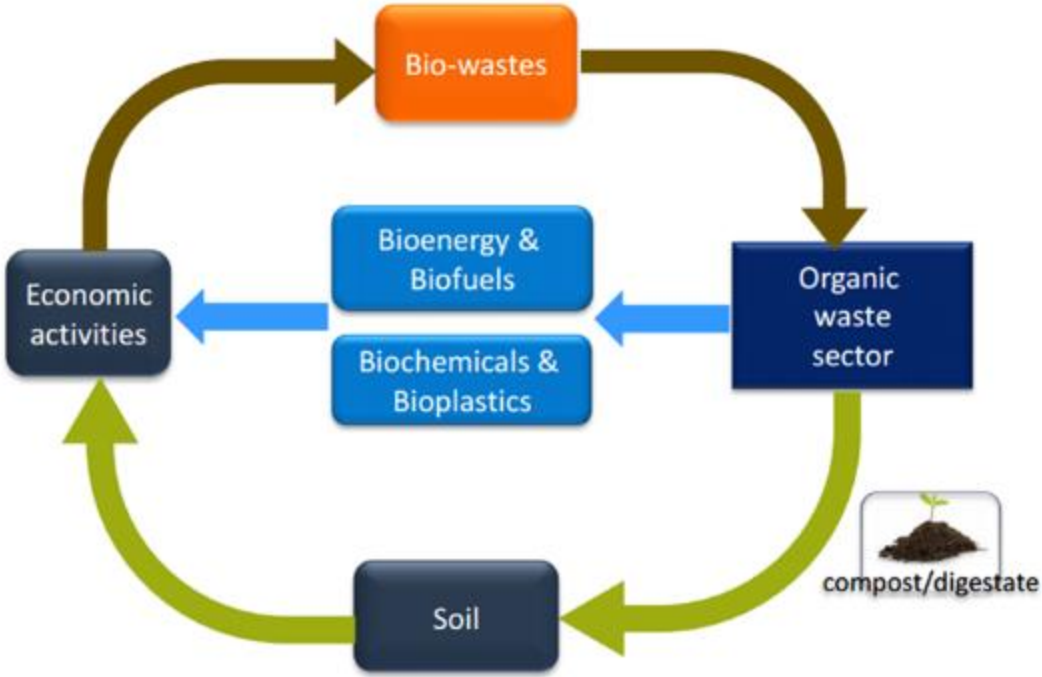 Bio-wastes
Bioenergy &
Biofuels
Organic
waste
sector
Economic
activities
Biochemicals &
Bioplastics
compost/digestate
Soil